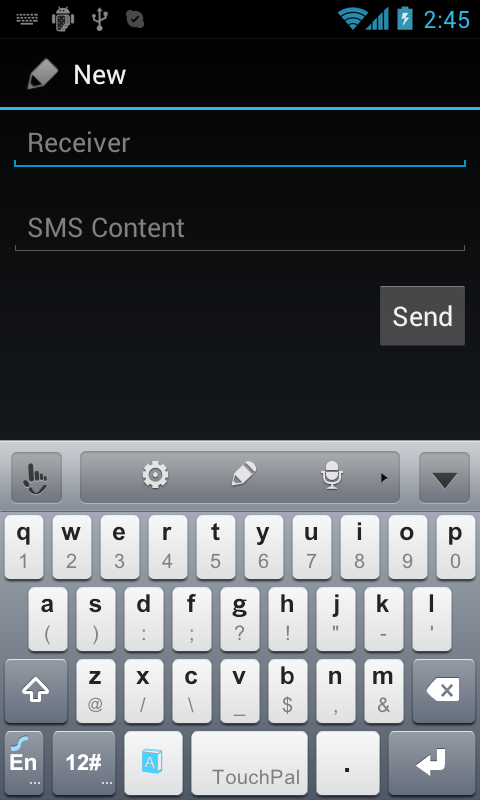 2:45
New
Receiver
SMS Content
Send
q w e r t y u i o p
1 2 3 4 5 6 7 8 9 0
a s d f g h j k l
( ) : ; ? ! " - '
z x c v b n m
@ / \ _ $ , &
En 12# A .
... ... TouchPal